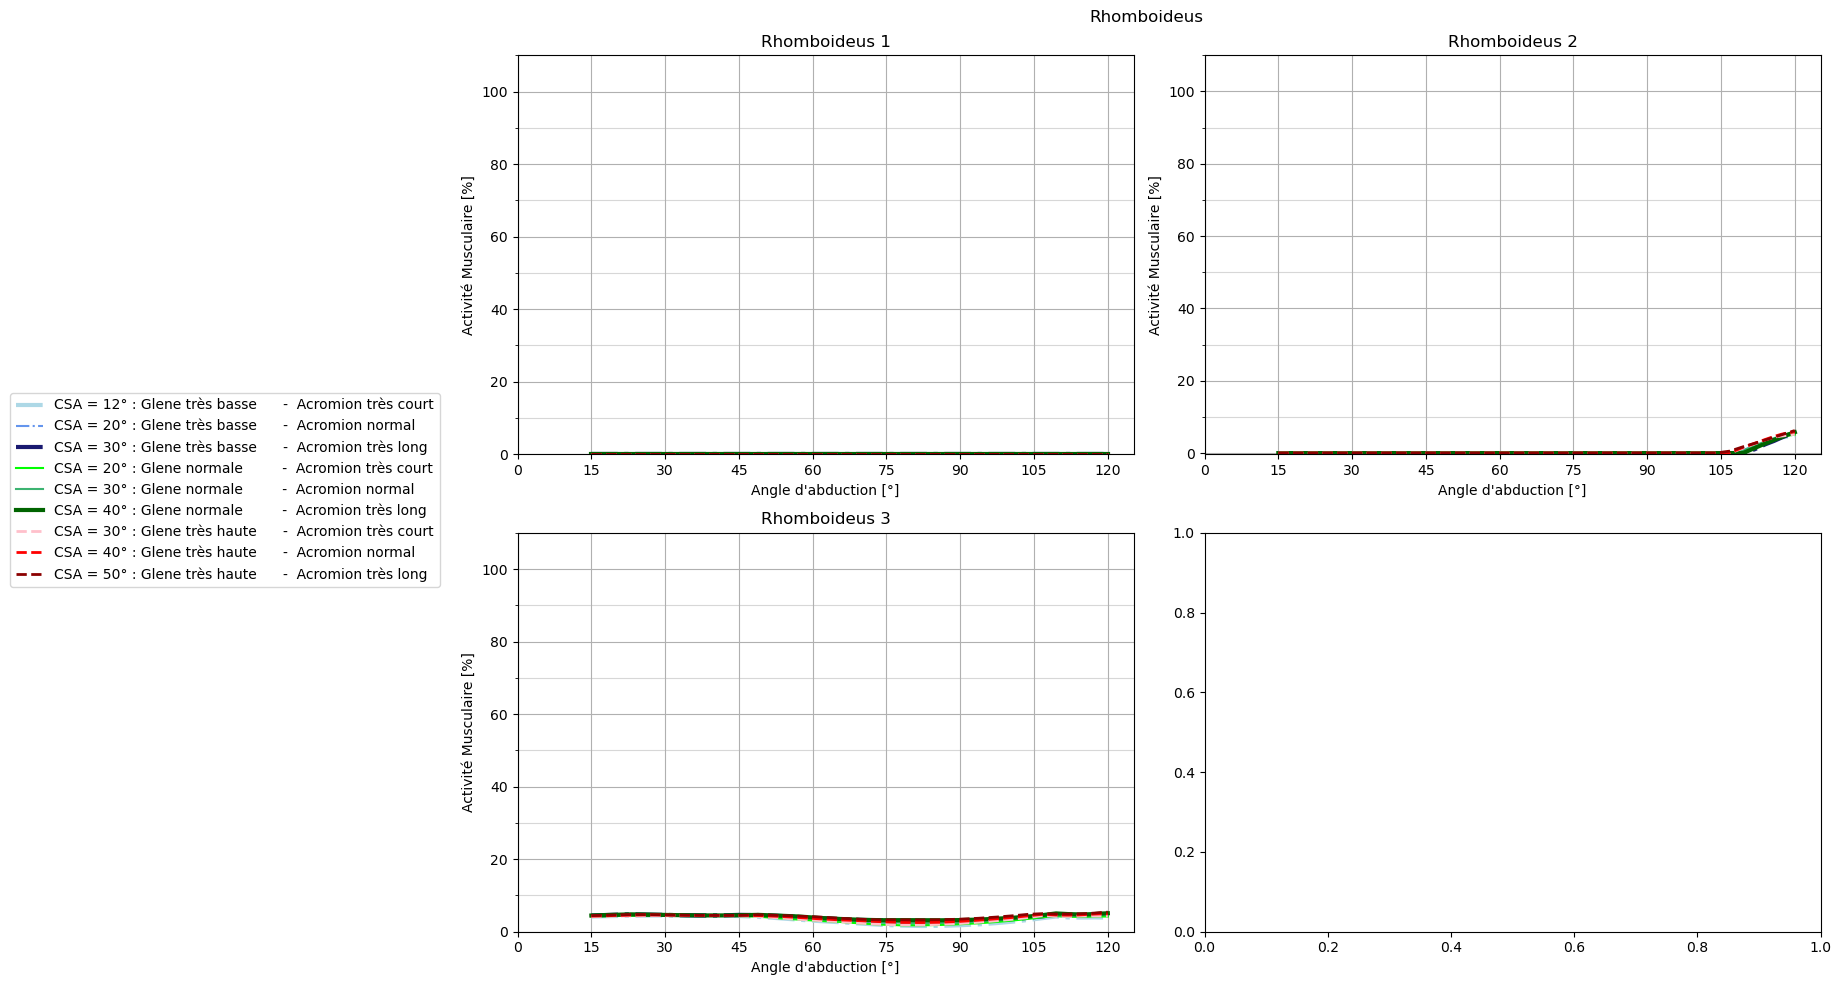 Rhomboideus
Rhomboideus 1
Activité Musculaire [%]
100
80
60
40
20
0
0 15 30 45 60 75 90 105 120
Angle d'abduction [°]
Rhomboideus 2
Activité Musculaire [%]
100
80
60
40
20
0
0 15 30 45 60 75 90 105 120
Angle d'abduction [°]
CSA = 12° : Glene très basse - Acromion très court
CSA = 20° : Glene très basse - Acromion normal
CSA = 30° : Glene très basse - Acromion très long
CSA = 20° : Glene normale - Acromion très court
CSA = 30° : Glene normale - Acromion normal
CSA = 40° : Glene normale - Acromion très long
CSA = 30° : Glene très haute - Acromion très court
CSA = 40° : Glene très haute - Acromion normal
CSA = 50° : Glene très haute - Acromion très long
Rhomboideus 3
Activité Musculaire [%]
100
80
60
40
20
0
0 15 30 45 60 75 90 105 120
Angle d'abduction [°]
1.0
0.8
0.6
0.4
0.2
0.0
0.0 0.2 0.4 0.6 0.8 1.0